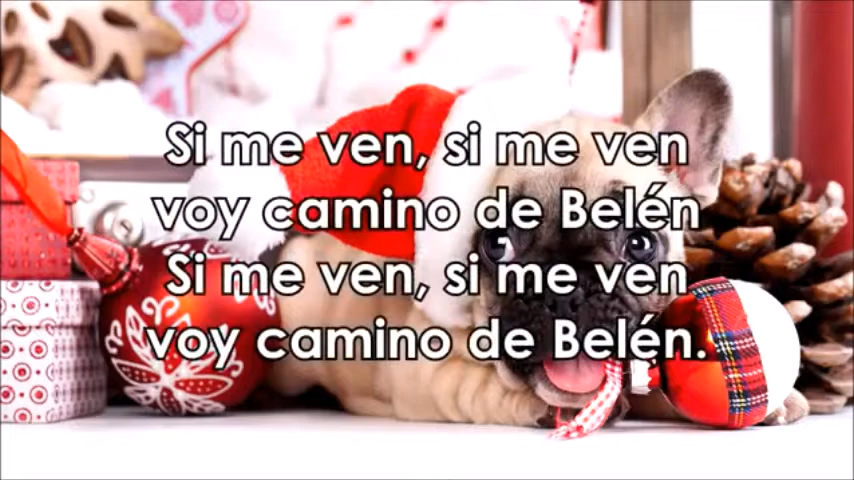 Si me ven, si me ven
voy camino de Belén
Si me ven, si me ven
voy camino de Belén.